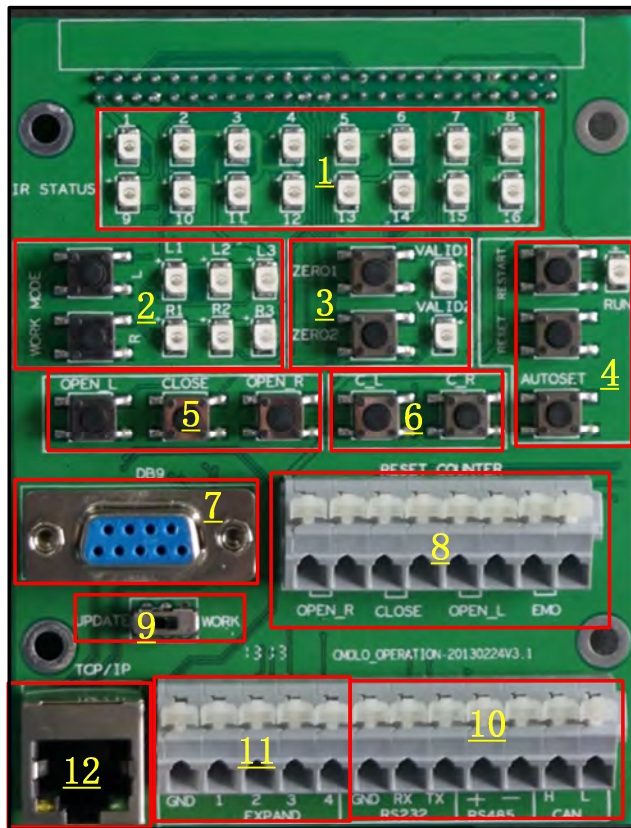 1 2 3 4 5 6 7 8
1
IR STATUS
9 10 11 12 13 14 15 16
WORK MODE
L
R
L1 L2 L3
2
R1 R2 R3
ZERO1
VALID1
3
ZERO2
VALID2
RESET RESTART
RUN
4
AUTOSET
OPEN_L CLOSE OPEN_R
5
C_L C_R
6
RESET COUNTER
DB9
7
8
OPEN_R CLOSE OPEN_L EMO
UPDATE
9
WORK
1313
CMDLO_OPERATION-20130224V3.1
TCP/IP
12
11
10
GND 1 2 3 4
EXPAND
GND RX TX + - H L
RS232 RS485 CAN